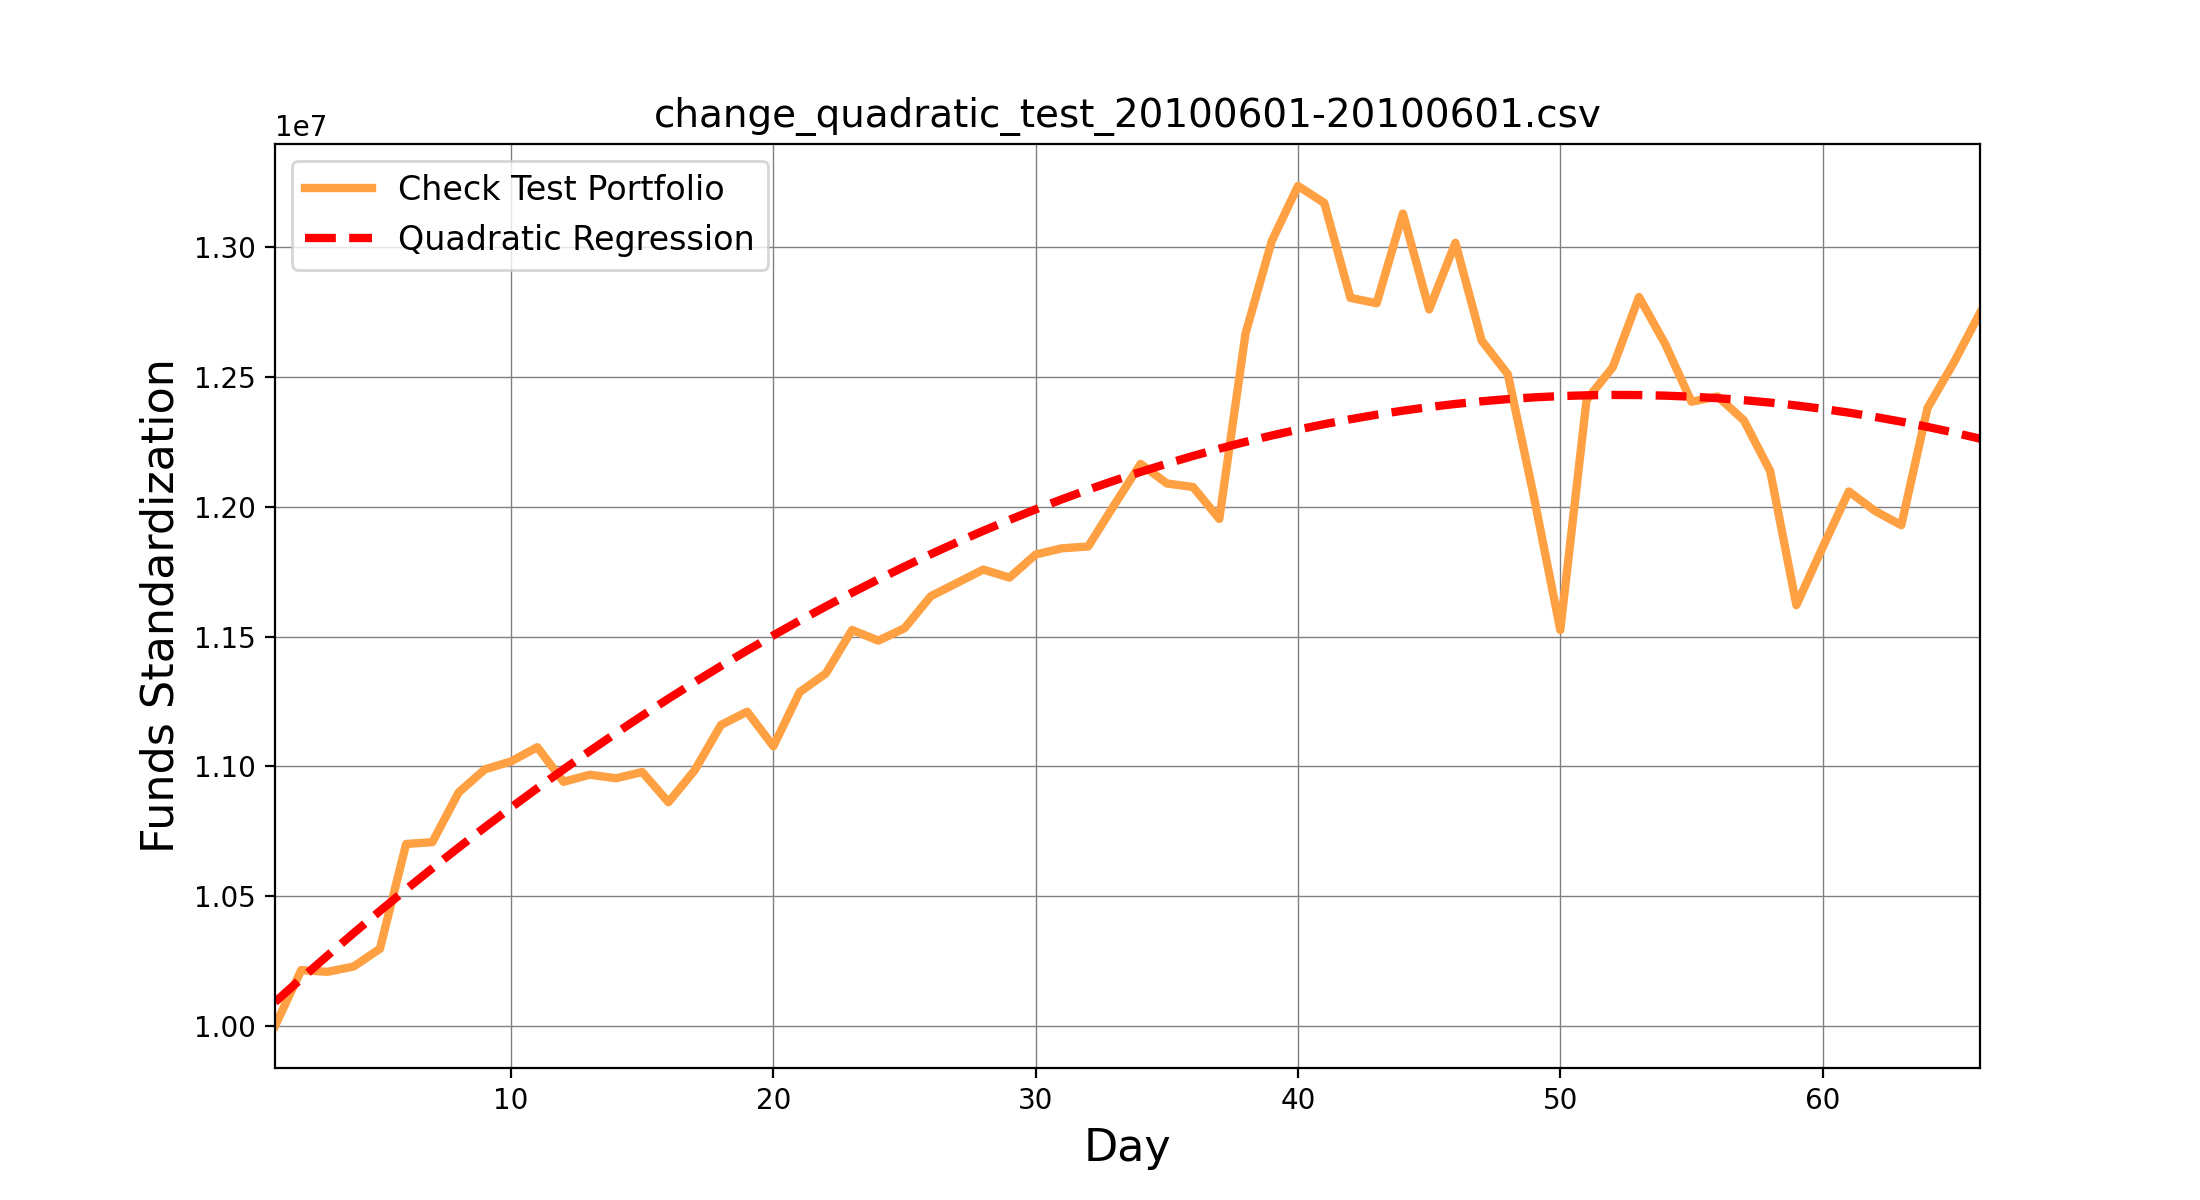 change_quadratic_test_20100601-20100601.csv
1e7
Check Test Portfolio
Quadratic Regression
1.30
1.25
1.20
1.15
1.10
1.05
1.00
Funds Standardization
10 20 30 40 50 60
Day